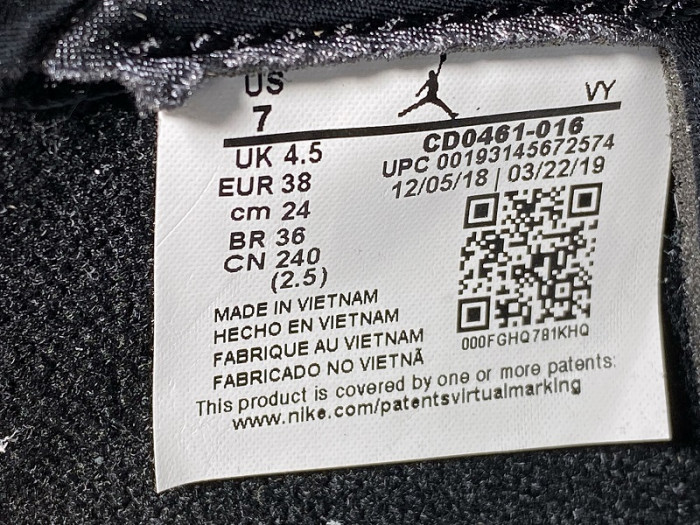 US
7
UK 4.5
EUR 38
cm 24
BR 36
CN 240
(2.5)
VY
CD0461-016
UPC 00193145672574
12/05/18 | 03/22/19
000FGHQ781KHQ
MADE IN VIETNAM
HECHO EN VIETNAM
FABRIQUE AU VIETNAM
FABRICADO NO VIETNÃ
This product is covered by one or more patents:
www.nike.com/patentsvirtualmarking